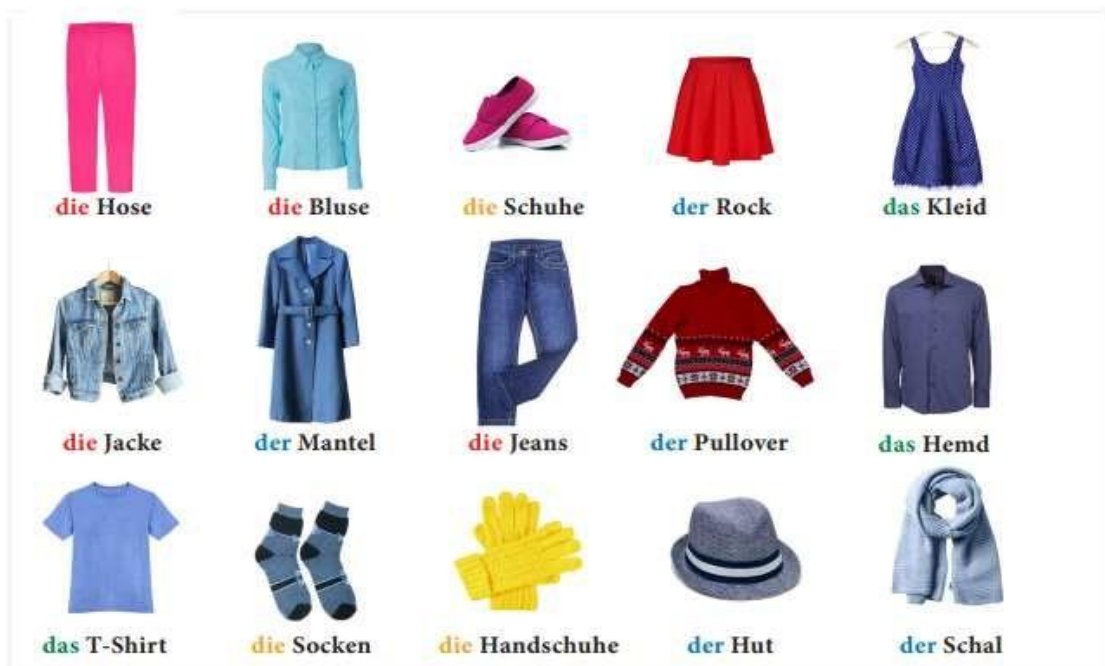 die Hose die Bluse die Schuhe der Rock das Kleid
die Jacke der Mantel die Jeans der Pullover das Hemd
das T-Shirt die Socken die Handschuhe der Hut der Schal